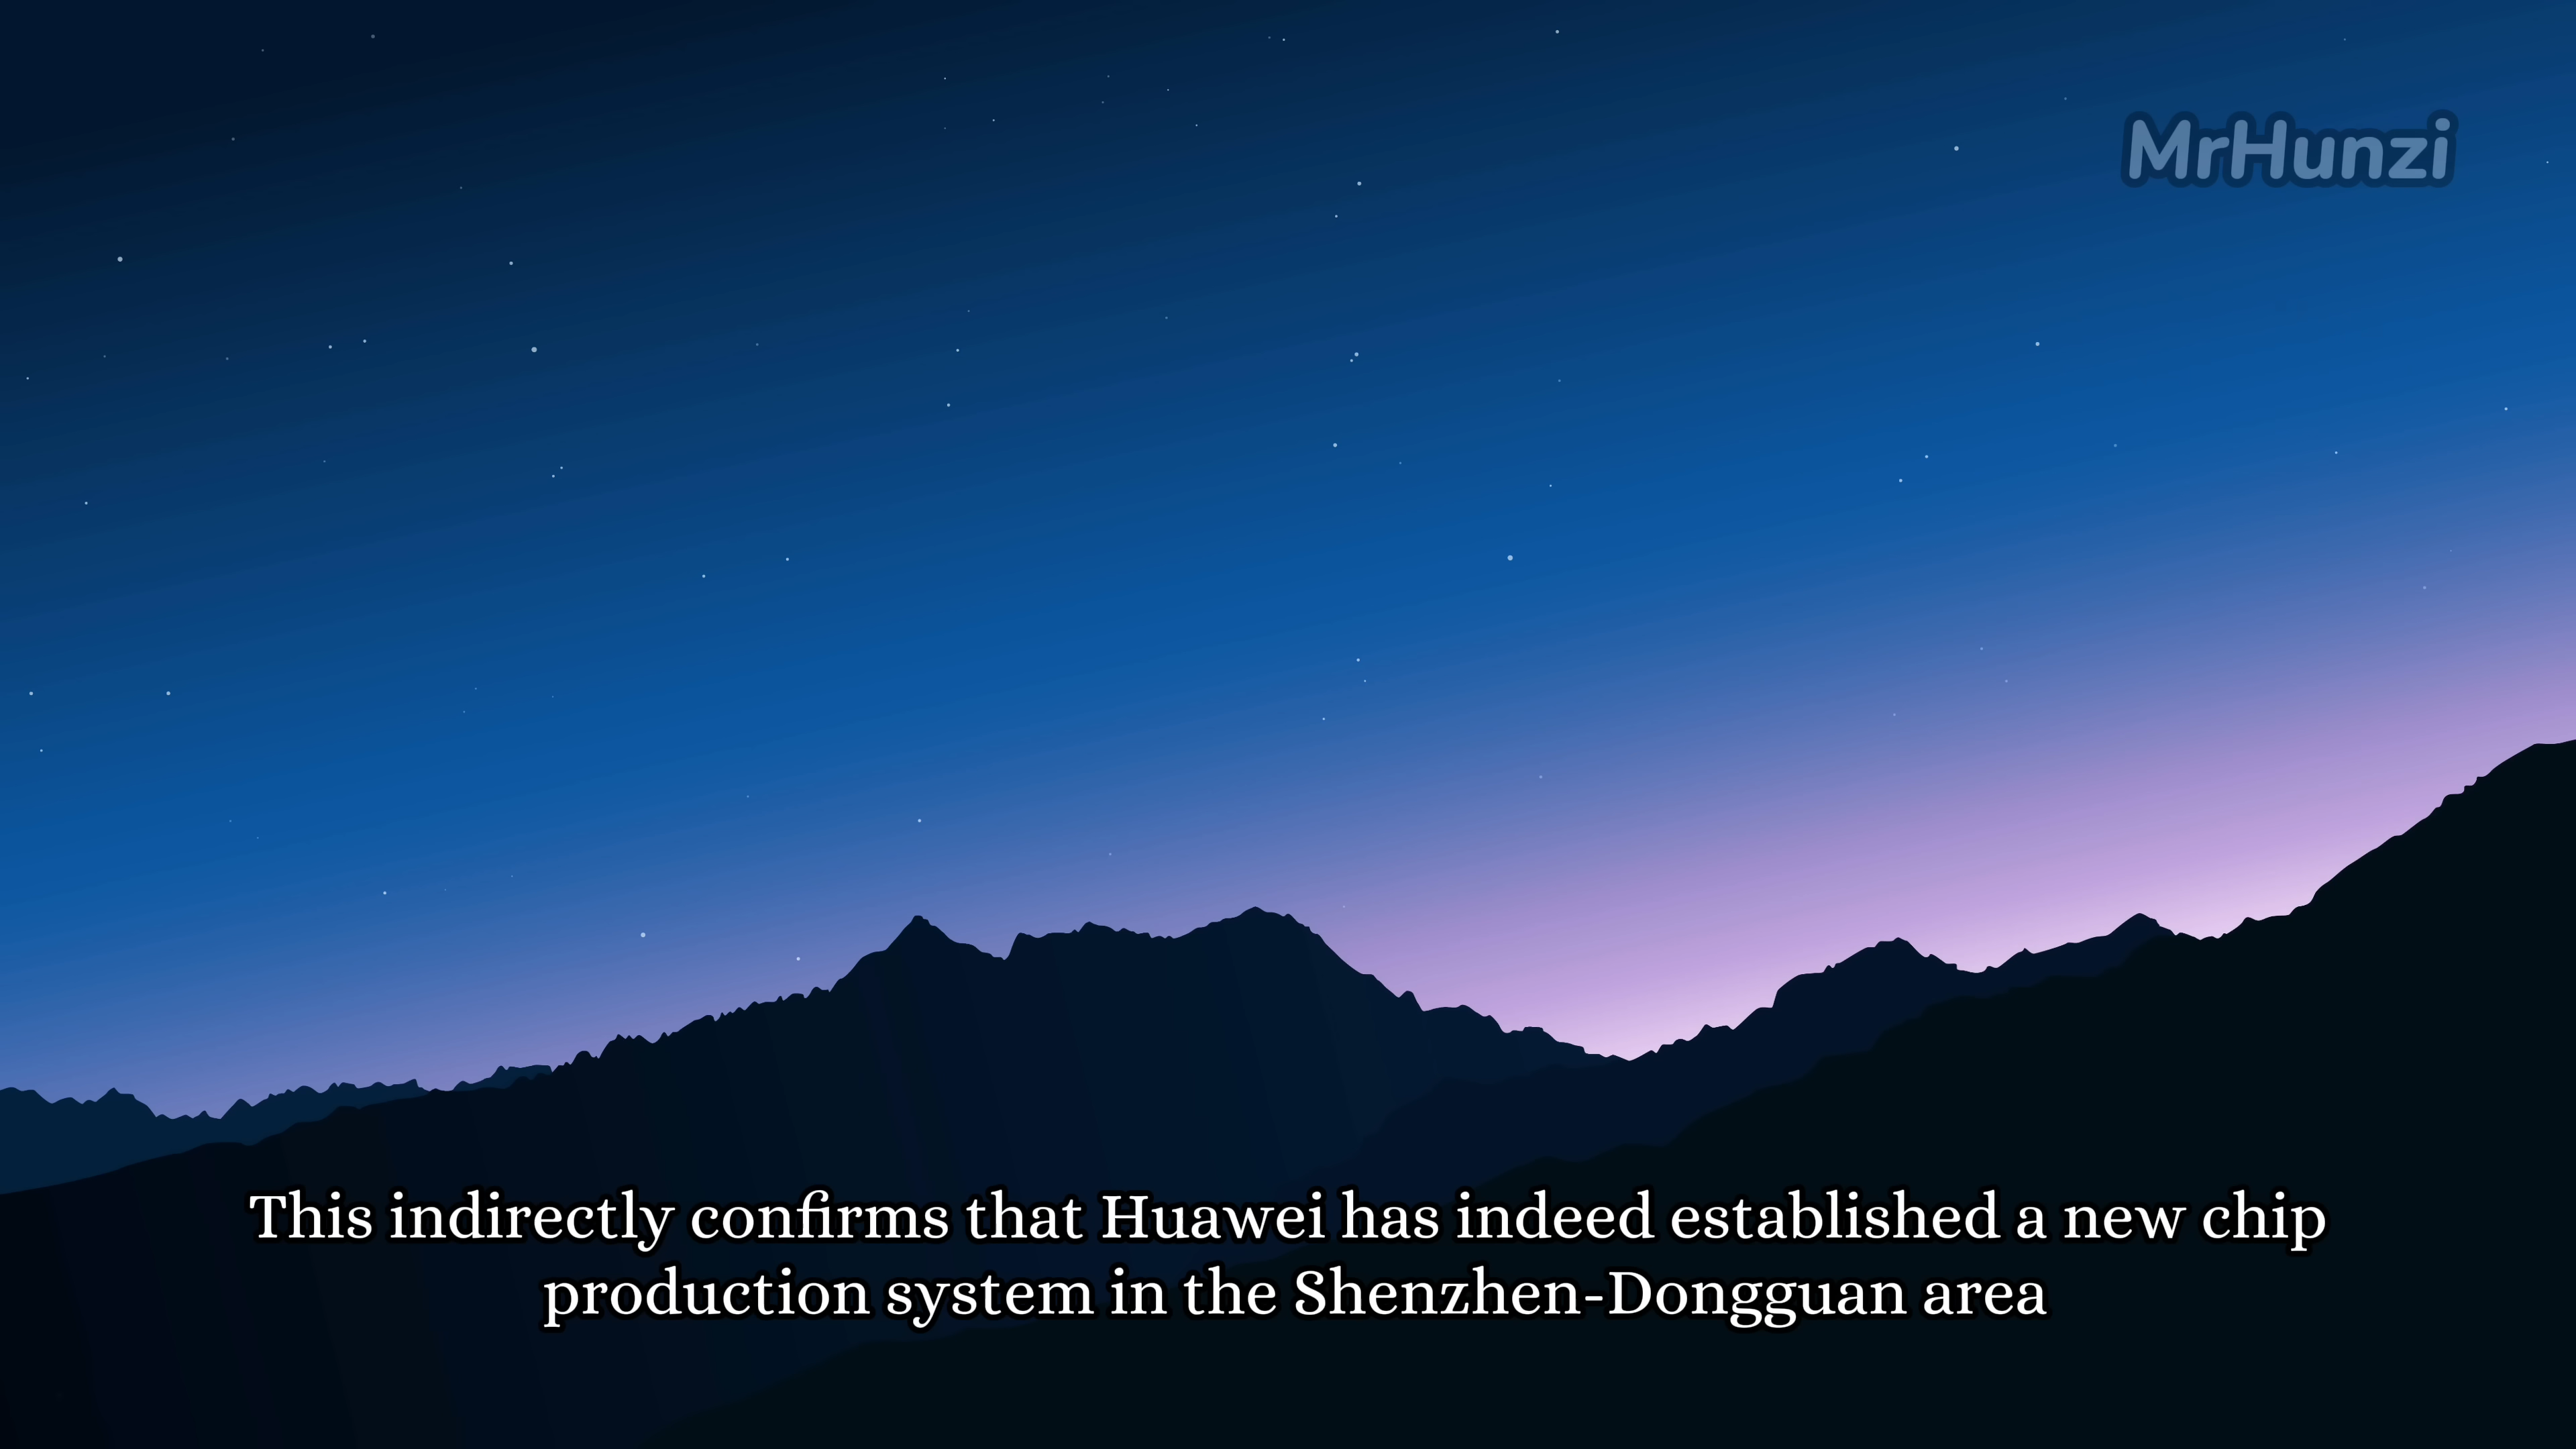 MrHunzi
This indirectly confirms that Huawei has indeed established a new chip
production system in the Shenzhen-Dongguan area